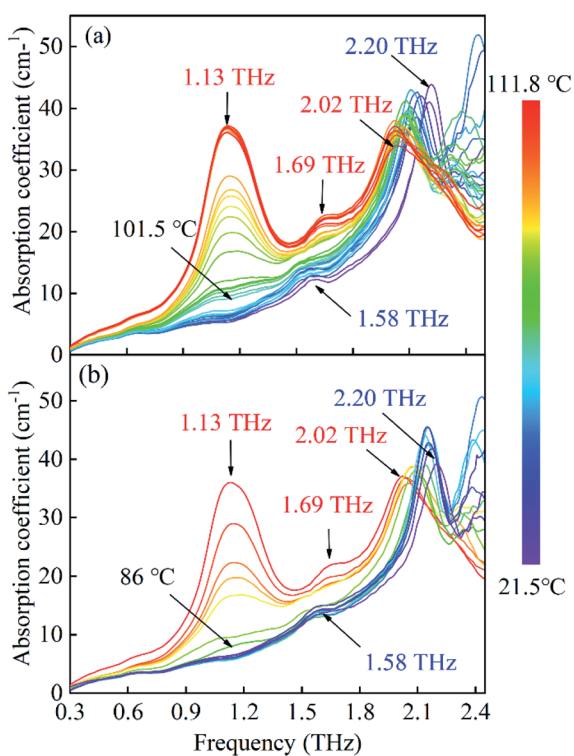 (a)
2.20 THz
1.13 THz
2.02 THz
1.69 THz
101.5 °C
1.58 THz
Absorption coefficient (cm-1)
50
40
30
20
10
0
111.8 °C
21.5°C
(b)
2.20 THz
1.13 THz
2.02 THz
1.69 THz
86 °C
1.58 THz
Absorption coefficient (cm-1)
50
40
30
20
10
0
0.3 0.6 0.9 1.2 1.5 1.8 2.1 2.4
Frequency (THz)